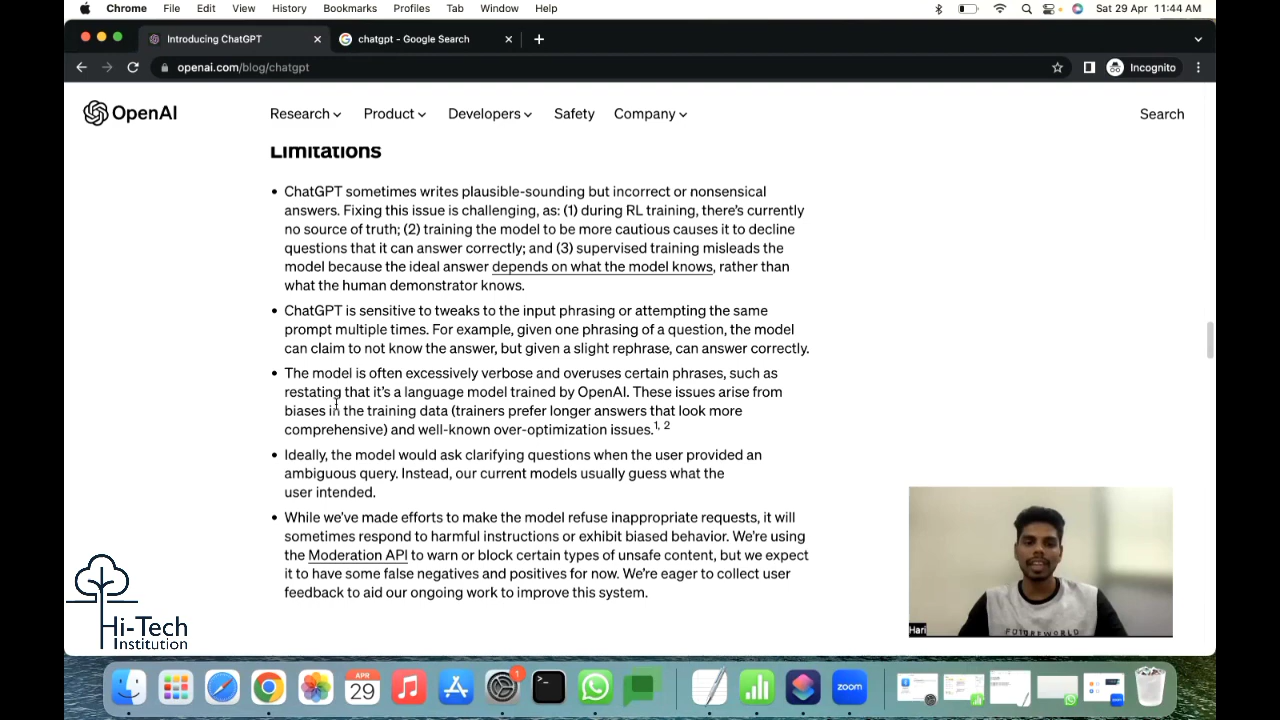 Chrome File Edit View History Bookmarks Profiles Tab Window Help Sat 29 Apr 11:44 AM
Introducing ChatGPT chatgpt - Google Search
openai.com/blog/chatgpt Incognito
OpenAI Research Product Developers Safety Company Search
Limitations
• ChatGPT sometimes writes plausible-sounding but incorrect or nonsensical
answers. Fixing this issue is challenging, as: (1) during RL training, there's currently
no source of truth; (2) training the model to be more cautious causes it to decline
questions that it can answer correctly; and (3) supervised training misleads the
model because the ideal answer depends on what the model knows, rather than
what the human demonstrator knows.
• ChatGPT is sensitive to tweaks to the input phrasing or attempting the same
prompt multiple times. For example, given one phrasing of a question, the model
can claim to not know the answer, but given a slight rephrase, can answer correctly.
• The model is often excessively verbose and overuses certain phrases, such as
restating that it's a language model trained by OpenAI. These issues arise from
biases in the training data (trainers prefer longer answers that look more
comprehensive) and well-known over-optimization issues.1, 2
• Ideally, the model would ask clarifying questions when the user provided an
ambiguous query. Instead, our current models usually guess what the
user intended.
• While we've made efforts to make the model refuse inappropriate requests, it will
sometimes respond to harmful instructions or exhibit biased behavior. We're using
the Moderation API to warn or block certain types of unsafe content, but we expect
it to have some false negatives and positives for now. We're eager to collect user
feedback to aid our ongoing work to improve this system.
Hi-Tech
Institution
FUTUREWORLD
Hari
APR
29
1
zoom